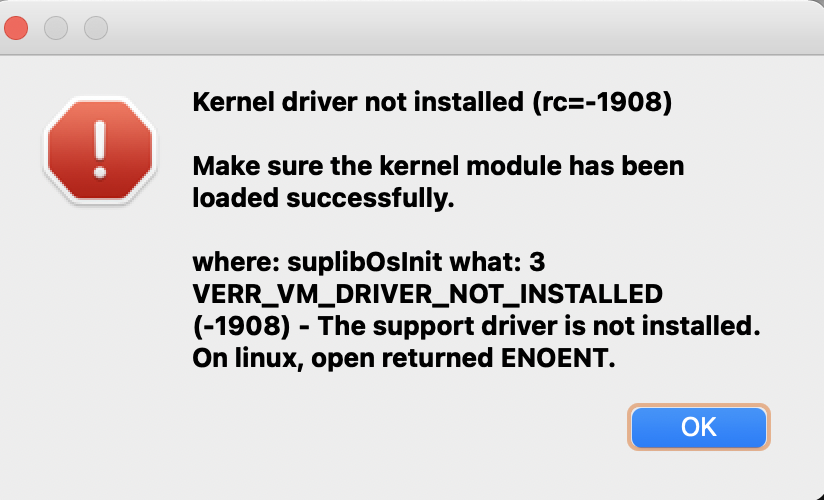 Kernel driver not installed (rc=-1908)
Make sure the kernel module has been
loaded successfully.
where: suplibOsInit what: 3
VERR_VM_DRIVER_NOT_INSTALLED
(-1908) - The support driver is not installed.
On linux, open returned ENOENT.
OK